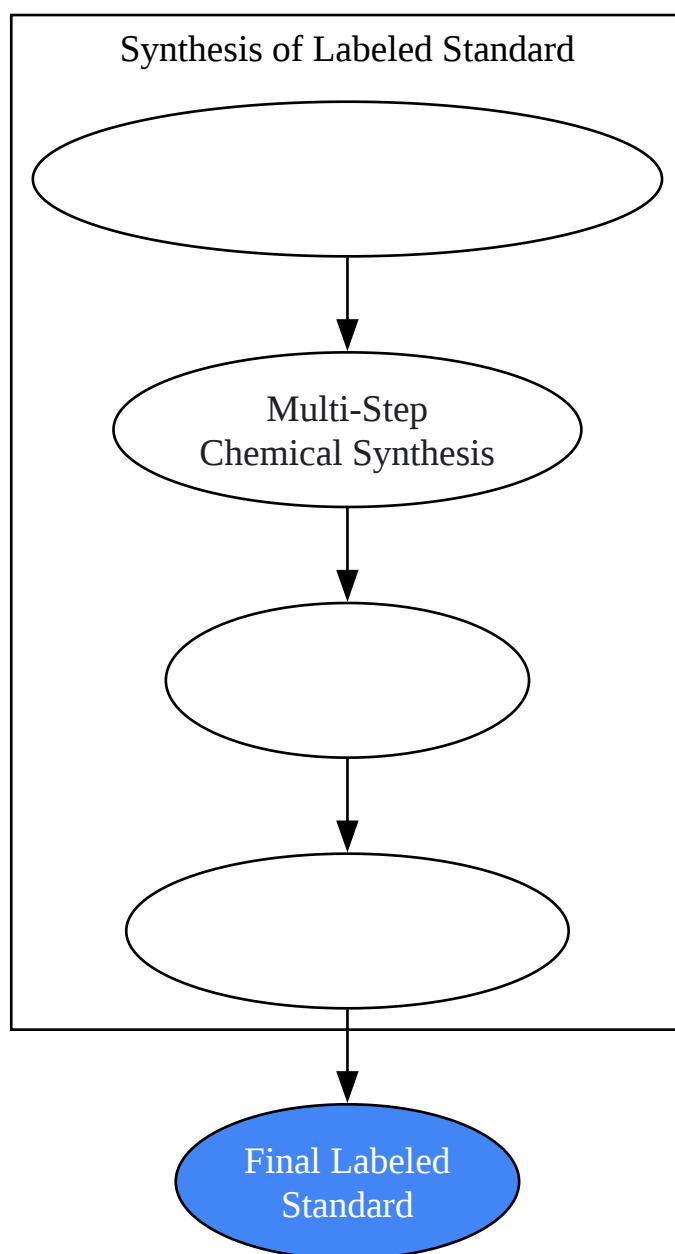 Synthesis of Labeled Standard
Multi-Step
Chemical Synthesis
Final Labeled
Standard